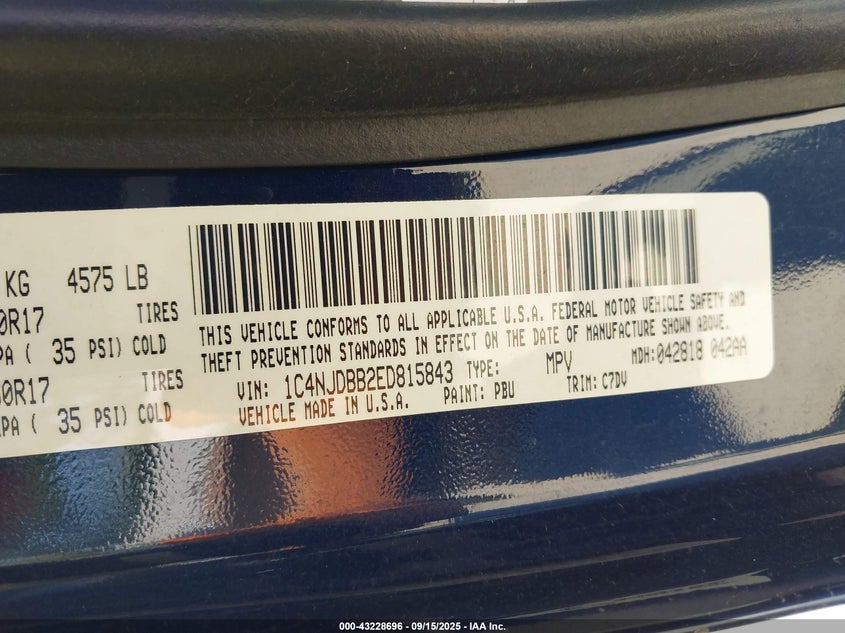 KG 4575 LB
0R17 TIRES
PA ( 35 PSI) COLD
0R17 TIRES
PA ( 35 PSI) COLD
THIS VEHICLE CONFORMS TO ALL APPLICABLE U.S.A. FEDERAL MOTOR VEHICLE SAFETY AND
THEFT PREVENTION STANDARDS IN EFFECT ON THE DATE OF MANUFACTURE SHOWN ABOVE.
VIN: 1C4NJDBB2ED815843 TYPE: MPV MDH:042818 042AA
VEHICLE MADE IN U.S.A. PAINT: PBU TRIM: C7DV
000-43228696 - 09/15/2025 - IAA Inc.